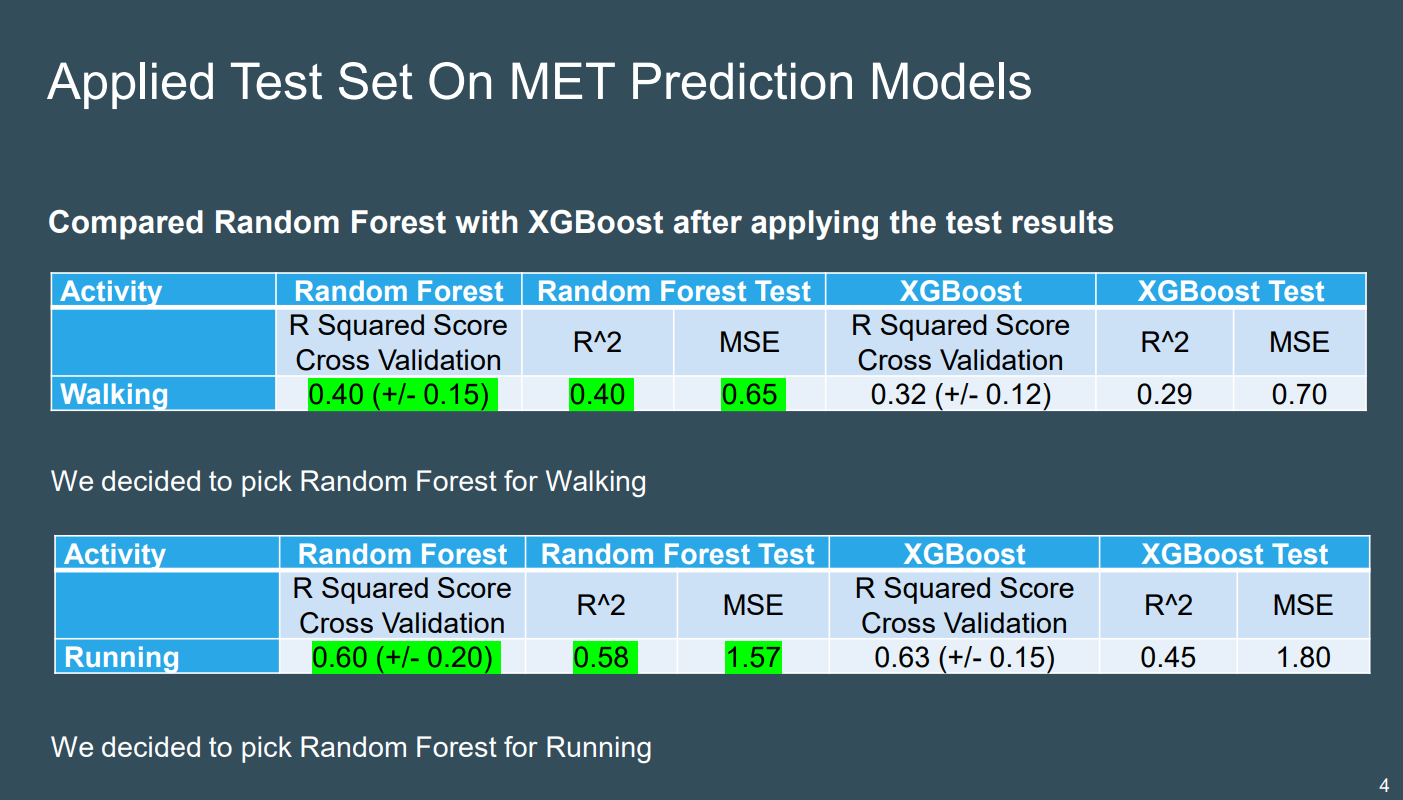 Applied Test Set On MET Prediction Models
Compared Random Forest with XGBoost after applying the test results
Activity Random Forest Random Forest Test XGBoost XGBoost Test
R Squared Score Cross Validation R^2 MSE R Squared Score Cross Validation R^2 MSE
Walking 0.40 (+/- 0.15) 0.40 0.65 0.32 (+/- 0.12) 0.29 0.70
We decided to pick Random Forest for Walking
Activity Random Forest Random Forest Test XGBoost XGBoost Test
R Squared Score Cross Validation R^2 MSE R Squared Score Cross Validation R^2 MSE
Running 0.60 (+/- 0.20) 0.58 1.57 0.63 (+/- 0.15) 0.45 1.80
We decided to pick Random Forest for Running
4